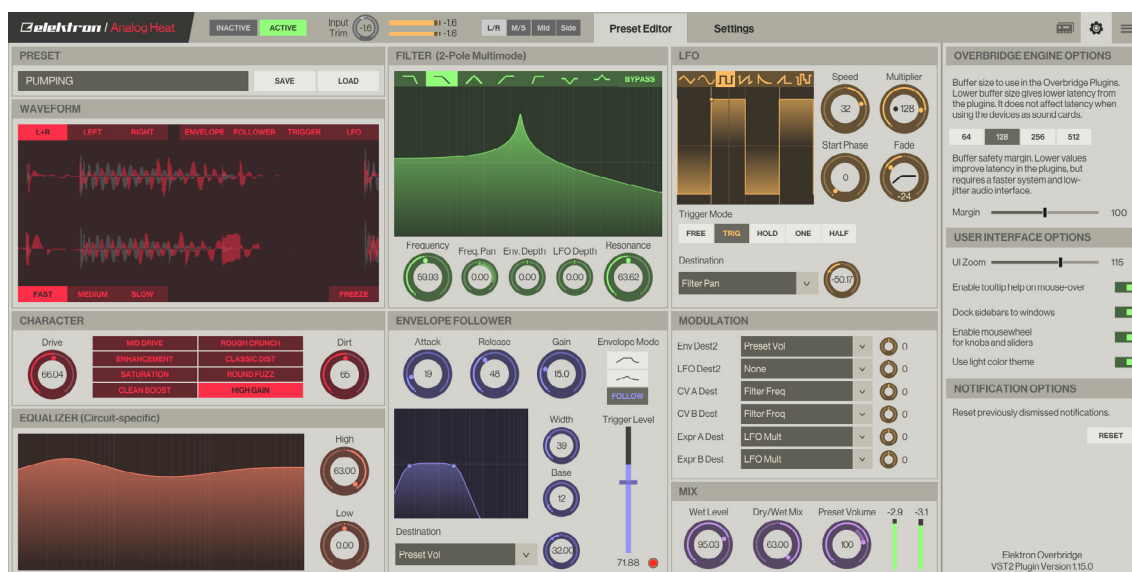 elektron | Analog Heat
INACTIVE ACTIVE
Input Trim -1.6
-1.6
-1.6
L/R M/S Mid Side
Preset Editor
Settings
PRESET
PUMPING SAVE LOAD
WAVEFORM
L+R LEFT RIGHT ENVELOPE FOLLOWER TRIGGER LFO
FAST MEDIUM SLOW FREEZE
CHARACTER
Drive
66.04
MID DRIVE ROUGH CRUNCH
ENHANCEMENT CLASSIC DIST
SATURATION ROUND FUZZ
CLEAN BOOST HIGH GAIN
Dirt
65
EQUALIZER (Circuit-specific)
High
63.00
Low
0.00
FILTER (2-Pole Multimode)
BYPASS
Frequency Freq. Pan Env. Depth LFO Depth Resonance
59.93 0.00 0.00 0.00 63.62
ENVELOPE FOLLOWER
Attack Release Gain Envelope Mode
19 48 15.0
FOLLOW
Width
39
Base
12
Trigger Level
71.88
Destination
Preset Vol 32.00
LFO
Speed Multiplier
32 128
Start Phase Fade
0 -24
Trigger Mode
FREE TRIG HOLD ONE HALF
Destination
Filter Pan -50.17
MODULATION
Env Dest2 Preset Vol 0
LFO Dest2 None 0
CV A Dest Filter Freq 0
CV B Dest Filter Freq 0
Expr A Dest LFO Mult 0
Expr B Dest LFO Mult 0
MIX
Wet Level Dry/Wet Mix Preset Volume -2.9 -3.1
95.03 63.00 100
OVERBRIDGE ENGINE OPTIONS
Buffer size to use in the Overbridge Plugins.
Lower buffer size gives lower latency from
the plugins. It does not affect latency when
using the devices as sound cards.
64 128 256 512
Buffer safety margin. Lower values
improve latency in the plugins, but
requires a faster system and low-
jitter audio interface.
Margin 100
USER INTERFACE OPTIONS
UI Zoom 115
Enable tooltip help on mouse-over
Dock sidebars to windows
Enable mousewheel
for knobs and sliders
Use light color theme
NOTIFICATION OPTIONS
Reset previously dismissed notifications.
RESET
Elektron Overbridge
VST2 Plugin Version 1.15.0